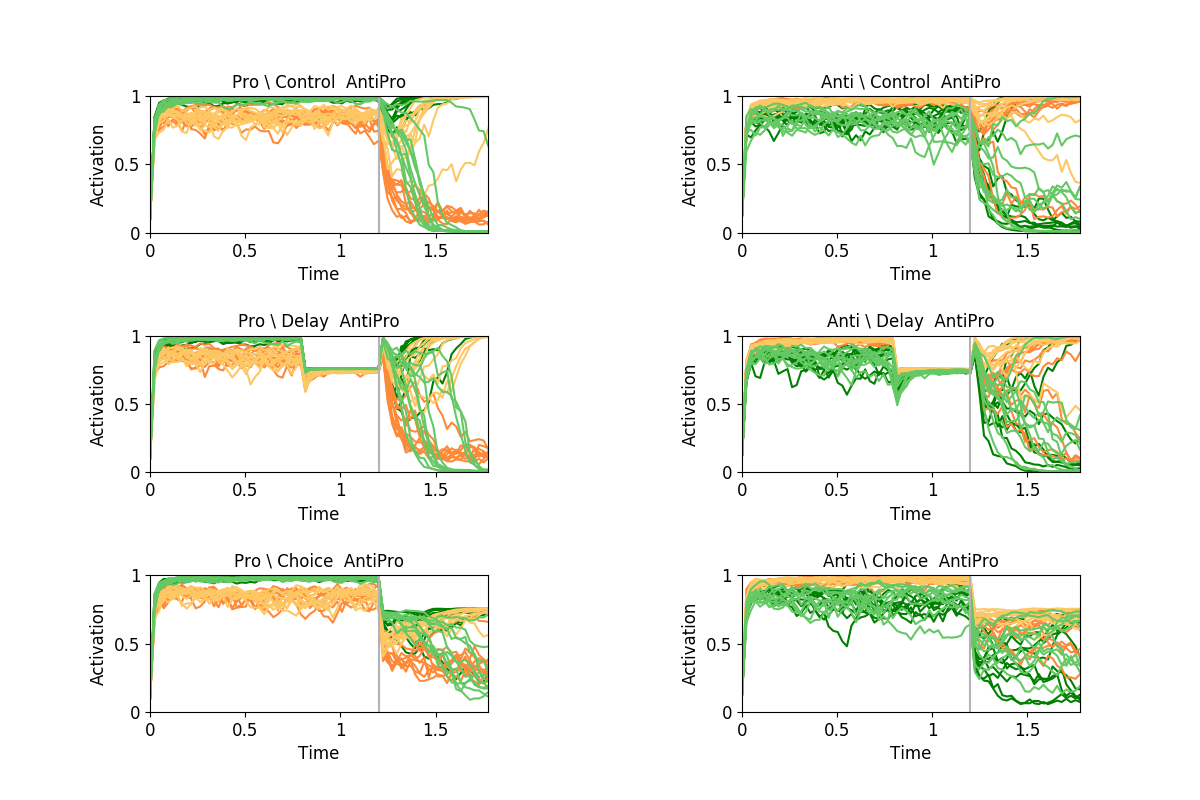 Pro \ Control  AntiPro
1
0.5
0
Activation
0 0.5 1 1.5
Time
Anti \ Control  AntiPro
1
0.5
0
Activation
0 0.5 1 1.5
Time
Pro \ Delay  AntiPro
1
0.5
0
Activation
0 0.5 1 1.5
Time
Anti \ Delay  AntiPro
1
0.5
0
Activation
0 0.5 1 1.5
Time
Pro \ Choice  AntiPro
1
0.5
0
Activation
0 0.5 1 1.5
Time
Anti \ Choice  AntiPro
1
0.5
0
Activation
0 0.5 1 1.5
Time